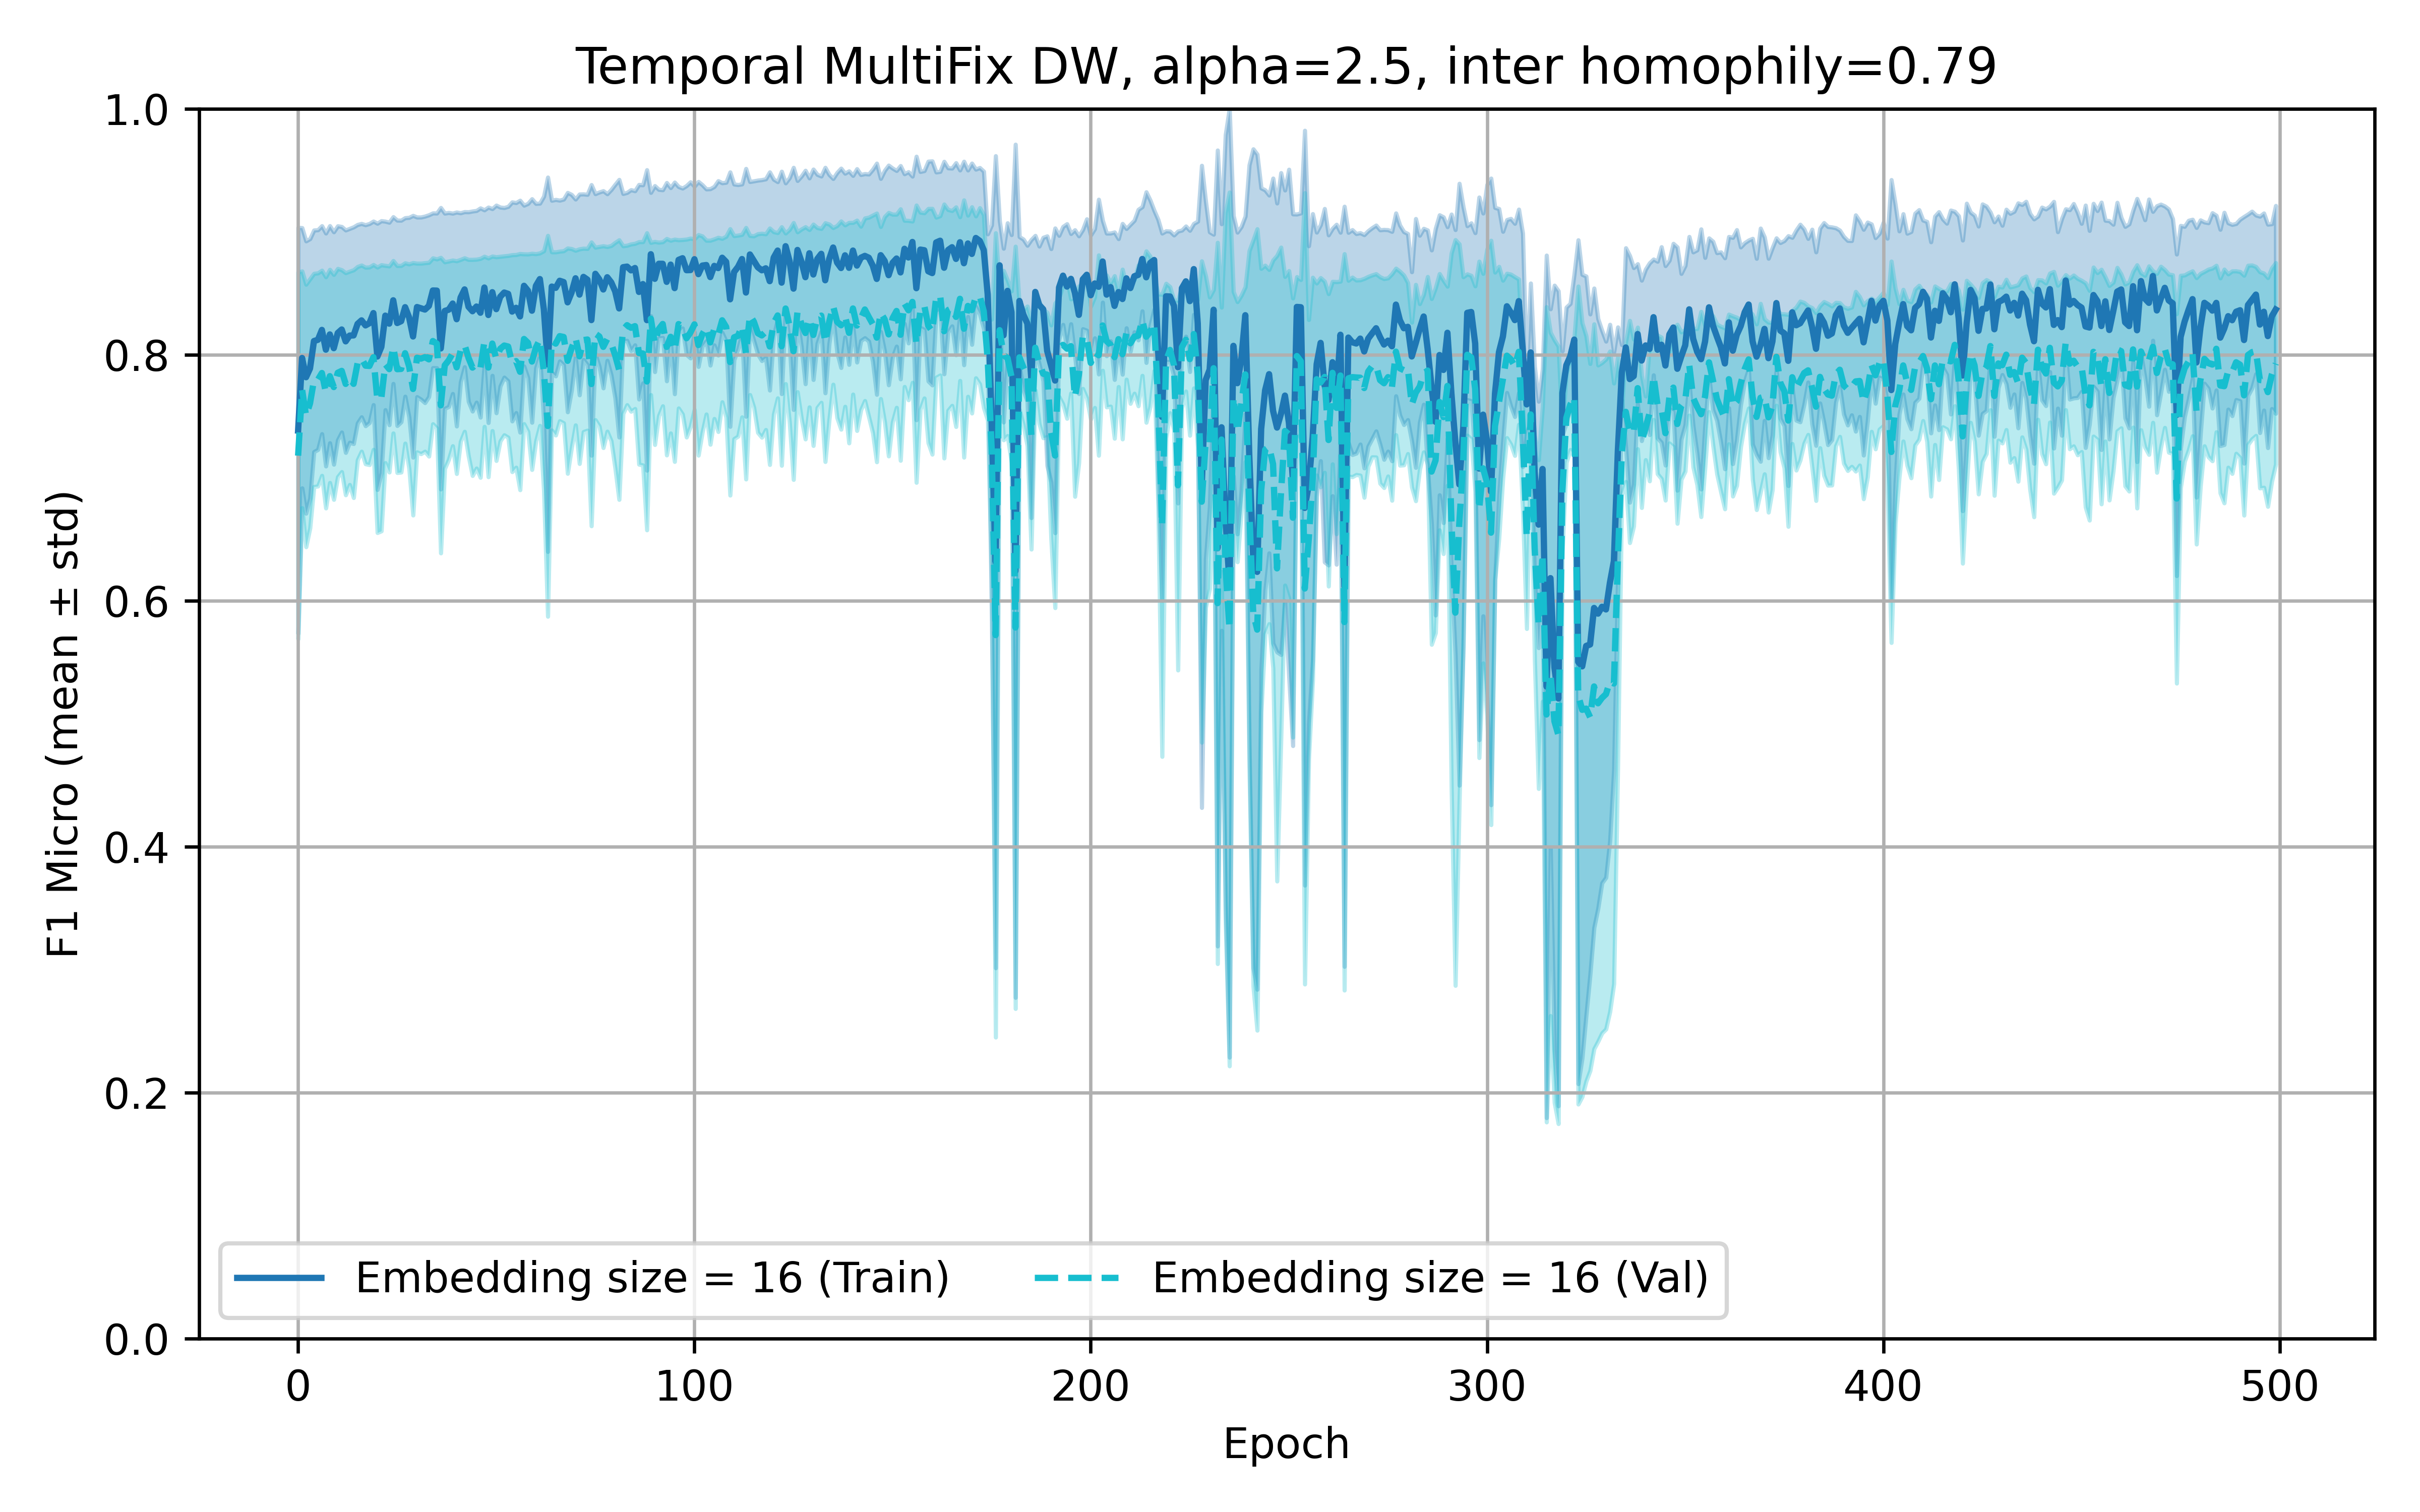 Temporal MultiFix DW, alpha=2.5, inter homophily=0.79
1.0
0.8
0.6
0.4
0.2
0.0
F1 Micro (mean ± std)
Embedding size = 16 (Train)
Embedding size = 16 (Val)
0 100 200 300 400 500
Epoch